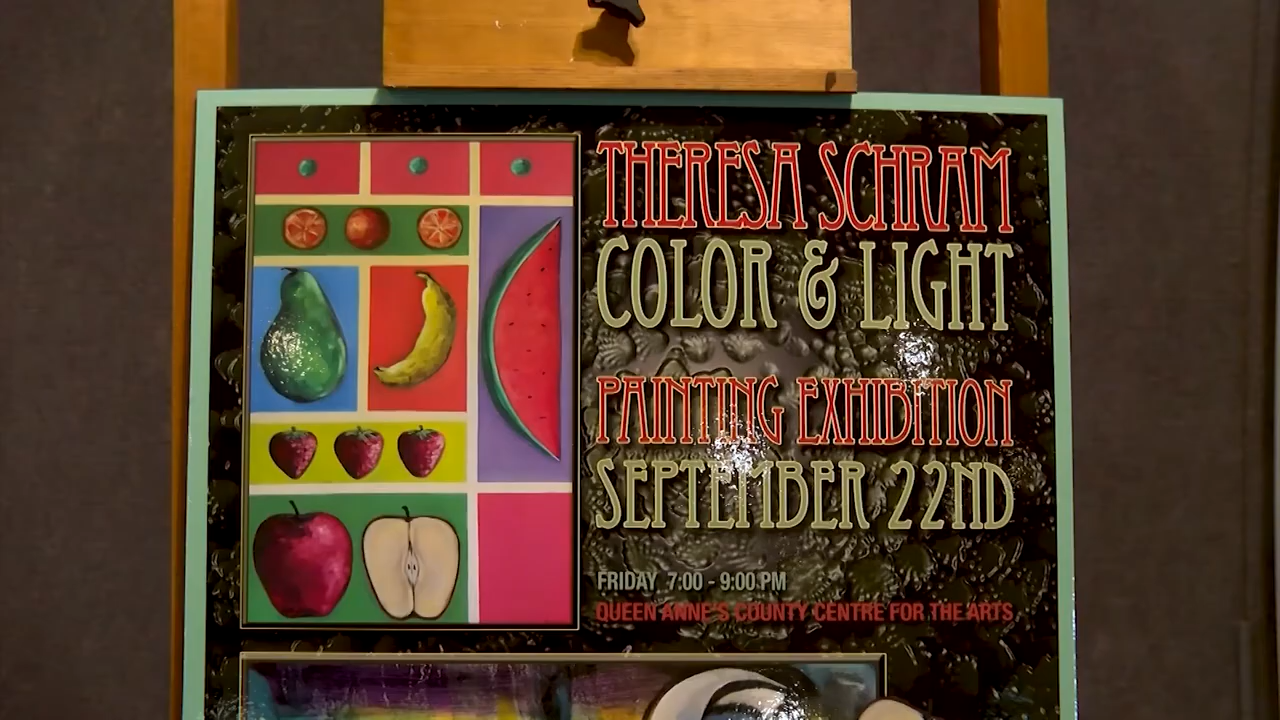 THERESA SCHRAM
COLOR & LIGHT
PAINTING EXHIBITION
SEPTEMBER 22ND
FRIDAY 7:00 - 9:00 PM
QUEEN ANNE'S COUNTY CENTRE FOR THE ARTS